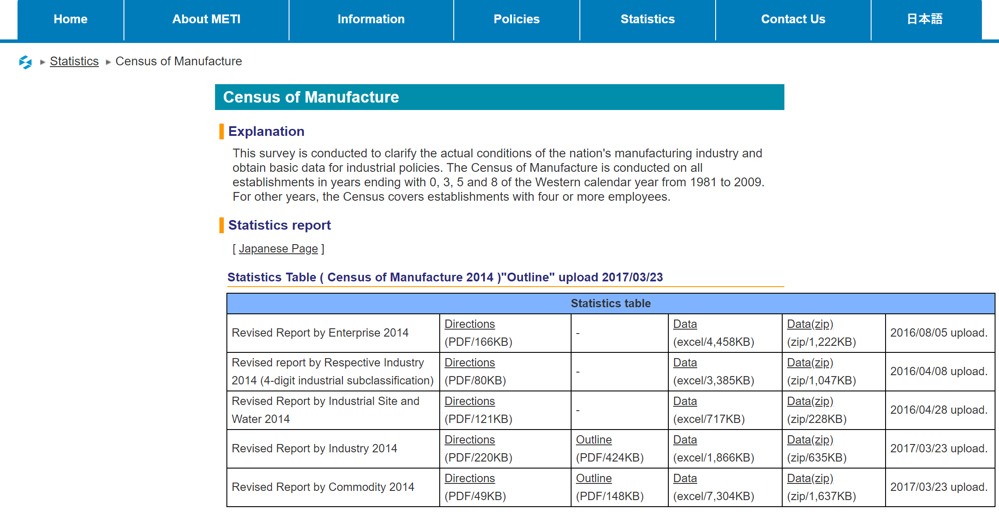 Home
About METI
Information
Policies
Statistics
Contact Us
日本語
Statistics
Census of Manufacture
Census of Manufacture
Explanation
This survey is conducted to clarify the actual conditions of the nation's manufacturing industry and
obtain basic data for industrial policies. The Census of Manufacture is conducted on all
establishments in years ending with 0, 3, 5 and 8 of the Western calendar year from 1981 to 2009.
For other years, the Census covers establishments with four or more employees.
Statistics report
[ Japanese Page ]
Statistics Table ( Census of Manufacture 2014 )"Outline" upload 2017/03/23
Statistics table
Revised Report by Enterprise 2014
Directions
(PDF/166KB)
-
Data
(excel/4,458KB)
Data(zip)
(zip/1,222KB)
2016/08/05 upload.
Revised report by Respective Industry
2014 (4-digit industrial subclassification)
Directions
(PDF/80KB)
-
Data
(excel/3,385KB)
Data(zip)
(zip/1,047KB)
2016/04/08 upload.
Revised Report by Industrial Site and
Water 2014
Directions
(PDF/121KB)
-
Data
(excel/717KB)
Data(zip)
(zip/228KB)
2016/04/28 upload.
Revised Report by Industry 2014
Directions
(PDF/220KB)
Outline
(PDF/424KB)
Data
(excel/1,866KB)
Data(zip)
(zip/635KB)
2017/03/23 upload.
Revised Report by Commodity 2014
Directions
(PDF/49KB)
Outline
(PDF/148KB)
Data
(excel/7,304KB)
Data(zip)
(zip/1,637KB)
2017/03/23 upload.